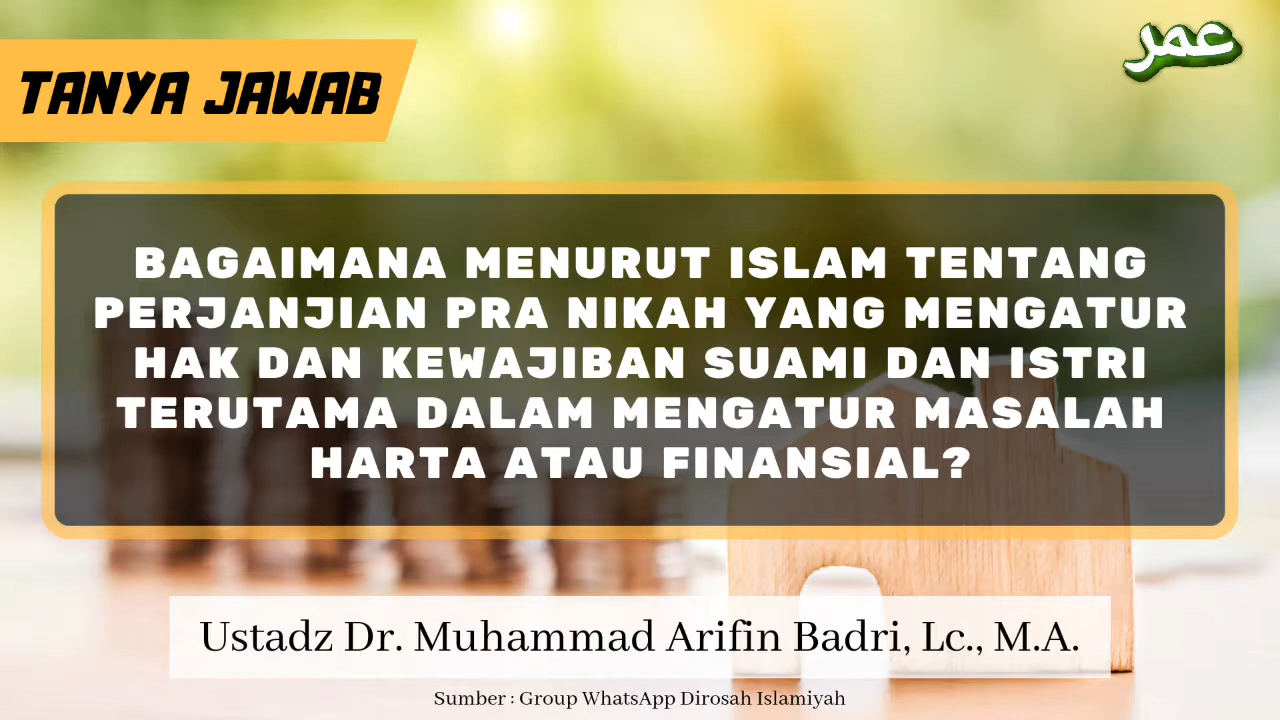 TANYA JAWAB
عمر
BAGAIMANA MENURUT ISLAM TENTANG
PERJANJIAN PRA NIKAH YANG MENGATUR
HAK DAN KEWAJIBAN SUAMI DAN ISTRI
TERUTAMA DALAM MENGATUR MASALAH
HARTA ATAU FINANSIAL?
Ustadz Dr. Muhammad Arifin Badri, Lc., M.A.
Sumber : Group WhatsApp Dirosah Islamiyah